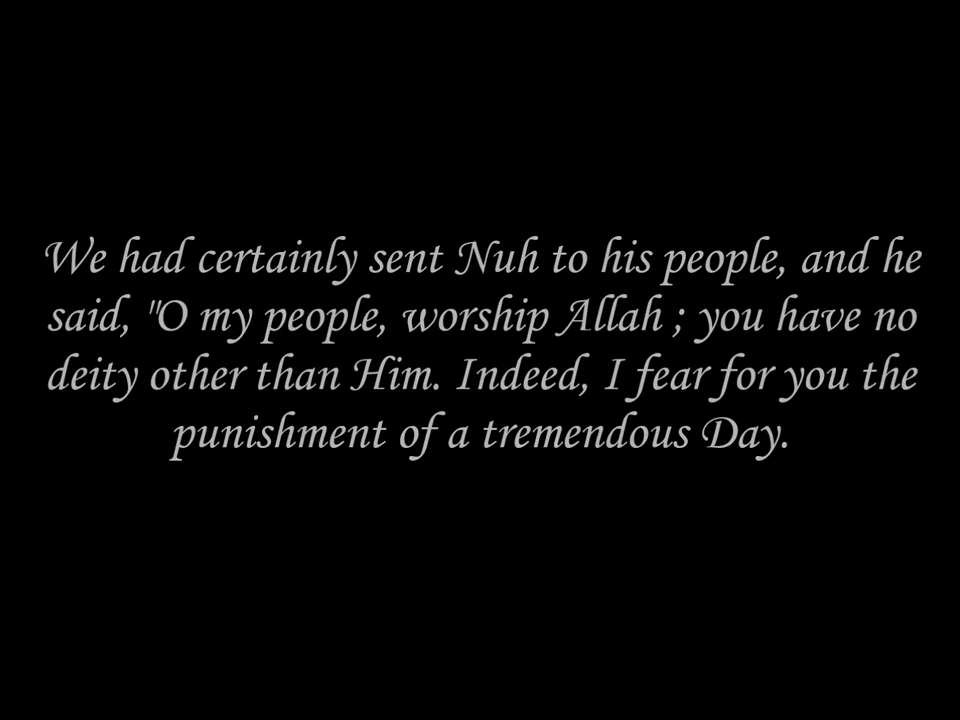 We had certainly sent Nuh to his people, and he
said, "O my people, worship Allah ; you have no
deity other than Him. Indeed, I fear for you the
punishment of a tremendous Day.